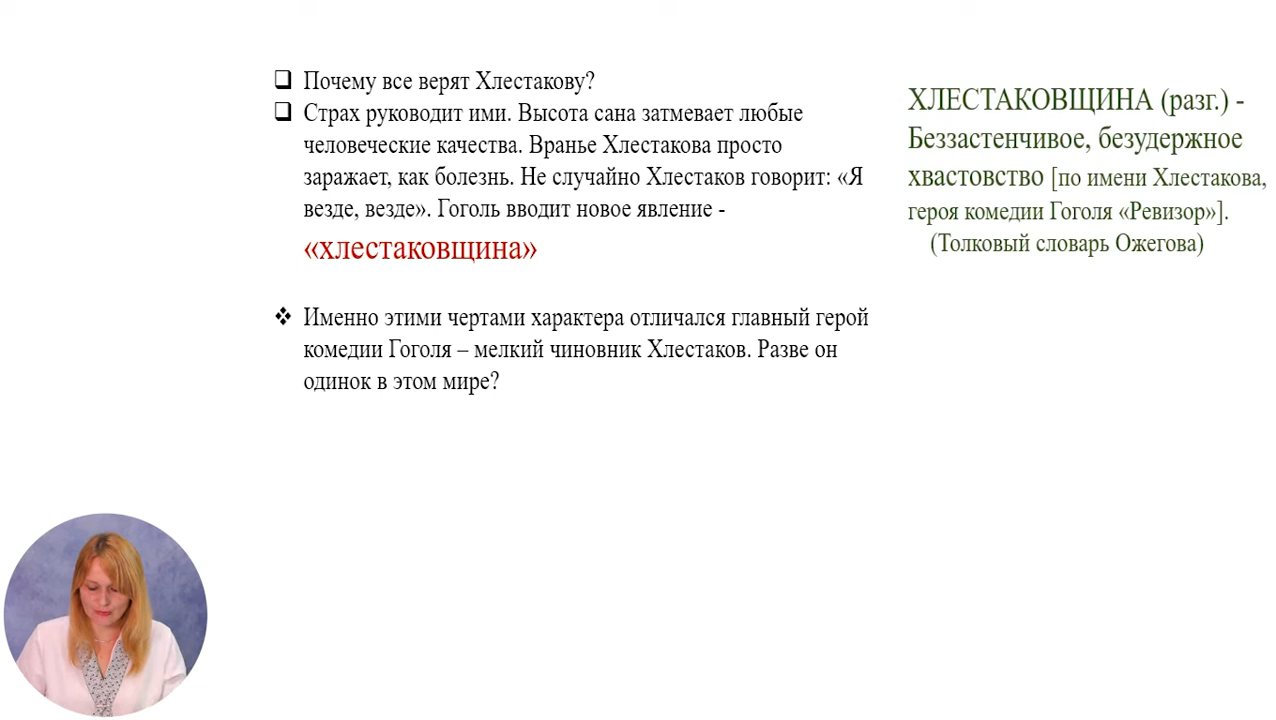 Почему все верят Хлестакову?
Страх руководит ими. Высота сана затмевает любые
человеческие качества. Вранье Хлестакова просто
заражает, как болезнь. Не случайно Хлестаков говорит: «Я
везде, везде». Гоголь вводит новое явление -
«хлестаковщина»
Именно этими чертами характера отличался главный герой
комедии Гоголя – мелкий чиновник Хлестаков. Разве он
одинок в этом мире?
ХЛЕСТАКОВЩИНА (разг.) -
Беззастенчивое, безудержное
хвастовство [по имени Хлестакова,
героя комедии Гоголя «Ревизор»].
(Толковый словарь Ожегова)